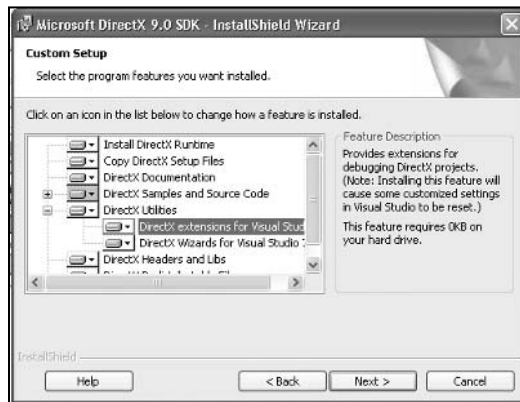 Microsoft DirectX 9.0 SDK - InstallShield Wizard
Custom Setup
Select the program features you want installed.
Click on an icon in the list below to change how a feature is installed.
Install DirectX Runtime
Copy DirectX Setup Files
DirectX Documentation
DirectX Samples and Source Code
DirectX Utilities
DirectX extensions for Visual Stud
DirectX Wizards for Visual Studio
DirectX Headers and Libs
Feature Description
Provides extensions for
debugging DirectX projects.
(Note: Installing this feature will
cause some customized settings
in Visual Studio to be reset.)
This feature requires 0KB on
your hard drive.
InstallShield
Help
< Back
Next >
Cancel